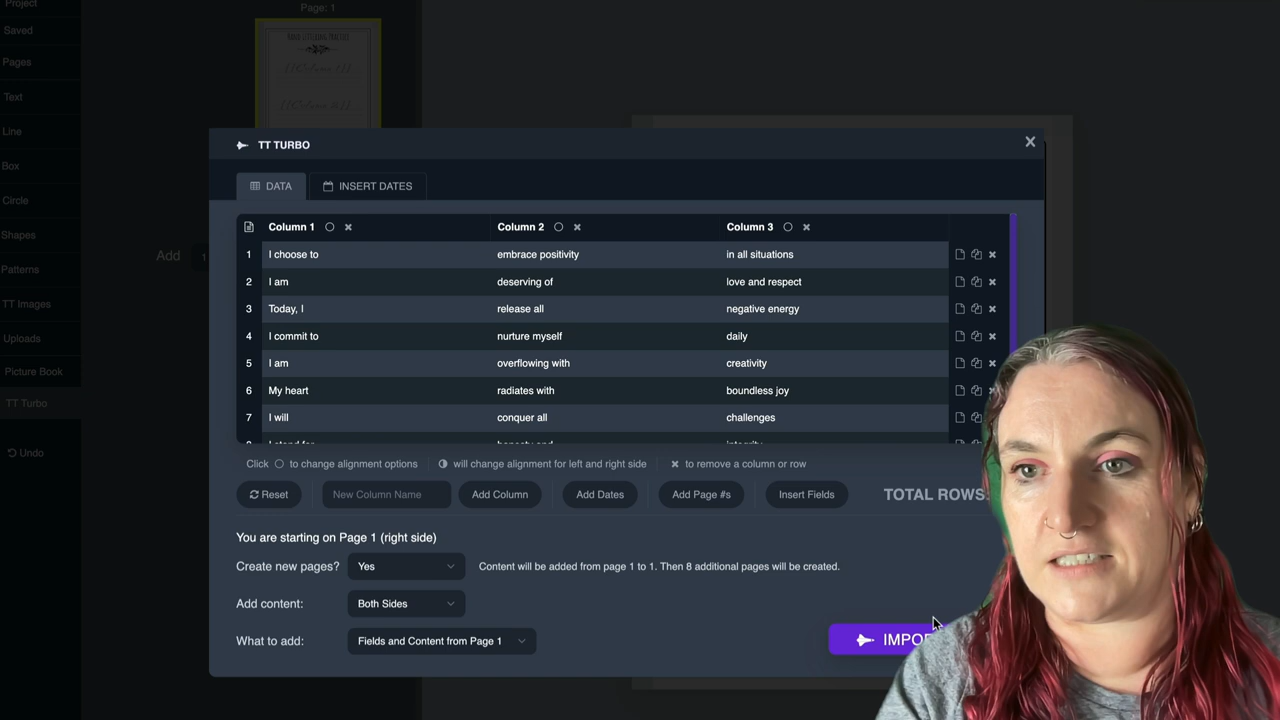 Project
Page: 1
Saved
HAND LETTERING PRACTICE
Pages
Text
Line
Box
Circle
Shapes
Patterns
TT Images
Uploads
Picture Book
TT Turbo
Undo
Add 1
TT TURBO
DATA INSERT DATES
Column 1 Column 2 Column 3
1 I choose to embrace positivity in all situations
2 I am deserving of love and respect
3 Today, I release all negative energy
4 I commit to nurture myself daily
5 I am overflowing with creativity
6 My heart radiates with boundless joy
7 I will conquer all challenges
Click to change alignment options will change alignment for left and right side to remove a column or row
Reset New Column Name Add Column Add Dates Add Page #s Insert Fields TOTAL ROWS
You are starting on Page 1 (right side)
Create new pages? Yes Content will be added from page 1 to 1. Then 8 additional pages will be created.
Add content: Both Sides
What to add: Fields and Content from Page 1